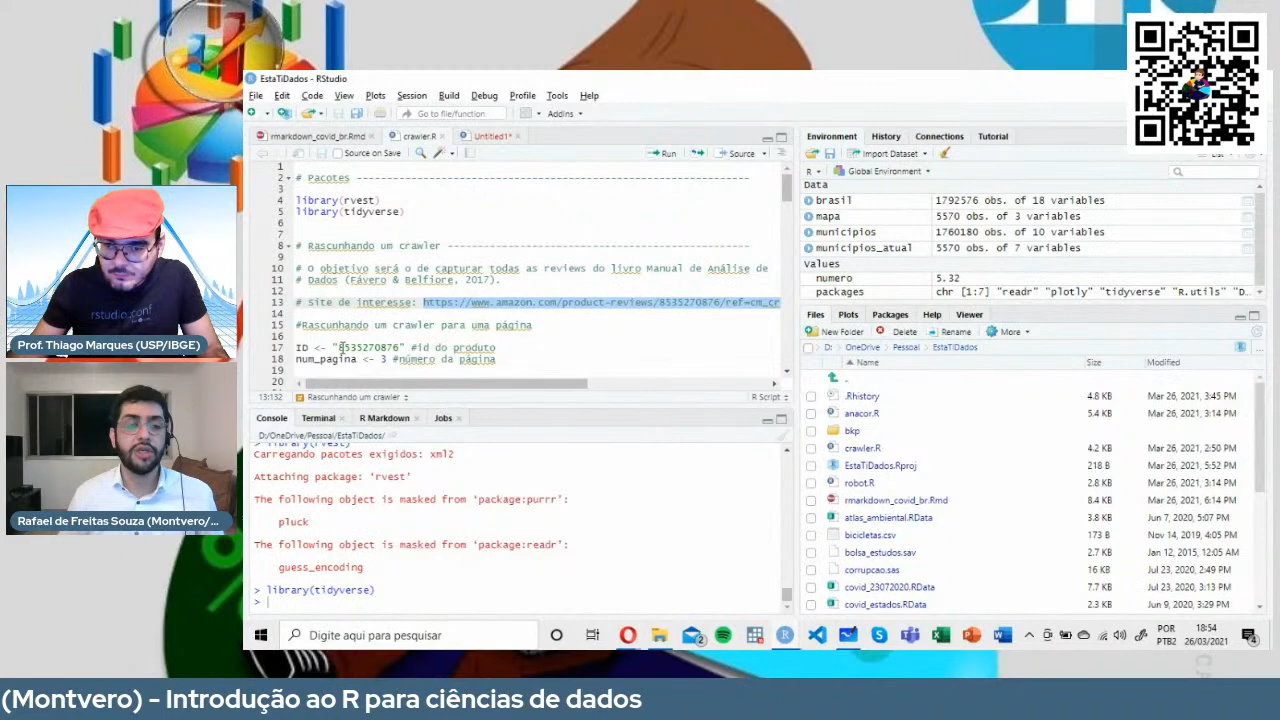 EstaTiDados - RStudio
File Edit Code View Plots Session Build Debug Profile Tools Help
Go to file/function
Addins
rmarkdown_covid_br.Rmd
crawler.R
Untitled1*
Source on Save
Run
Source
1
2 # Pacotes
3
4 library(rvest)
5 library(tidyverse)
6
7
8 # Rascunhando um crawler
9
10 # O objetivo será o de capturar todas as reviews do livro Manual de Análise de
11 # Dados (Fávero & Belfiore, 2017).
12
13 # Site de interesse: https://www.amazon.com/product-reviews/8535270876/ref=cm_cr
14
15 #Rascunhando um crawler para uma página
16
17 ID <- "8535270876" #id do produto
18 num_pagina <- 3 #número da página
19
20
13:132
Rascunhando um crawler
R Script
Console Terminal R Markdown Jobs
D:/OneDrive/Pessoal/EstaTiDados/
> library(rvest)
Carregando pacotes exigidos: xml2
Attaching package: 'rvest'
The following object is masked from 'package:purrr':
pluck
The following object is masked from 'package:readr':
guess_encoding
> library(tidyverse)
>
Environment History Connections Tutorial
Import Dataset
R
Global Environment
Data
brasil 1792576 obs. of 18 variables
mapa 5570 obs. of 3 variables
municipios 1760180 obs. of 10 variables
municipios_atual 5570 obs. of 7 variables
Values
numero 5.32
packages chr [1:7] "readr" "plotly" "tidyverse" "R.utils" "D…
Files Plots Packages Help Viewer
New Folder Delete Rename More
D: OneDrive Pessoal EstaTiDados
Name Size Modified
..
.Rhistory 4.8 KB Mar 26, 2021, 3:45 PM
anacor.R 5.4 KB Mar 26, 2021, 3:14 PM
bkp
crawler.R 4.2 KB Mar 26, 2021, 2:50 PM
EstaTiDados.Rproj 218 B Mar 26, 2021, 5:52 PM
robot.R 2.8 KB Mar 26, 2021, 3:14 PM
rmarkdown_covid_br.Rmd 8.4 KB Mar 26, 2021, 6:14 PM
atlas_ambiental.RData 3.8 KB Jun 7, 2020, 5:07 PM
bicicletas.csv 173 B Nov 14, 2019, 4:05 PM
bolsa_estudos.sav 2.7 KB Jan 12, 2015, 12:05 AM
corrupcao.sas 16 KB Jul 23, 2020, 2:49 PM
covid_23072020.RData 7.7 KB Jul 23, 2020, 3:13 PM
covid_estados.RData 2.3 KB Jun 9, 2020, 3:29 PM
rstudio::conf
Prof. Thiago Marques (USP/IBGE)
Rafael de Freitas Souza (Montvero/...
Digite aqui para pesquisar
2
POR
PTB2
18:54
26/03/2021
4
(Montvero) - Introdução ao R para ciências de dados